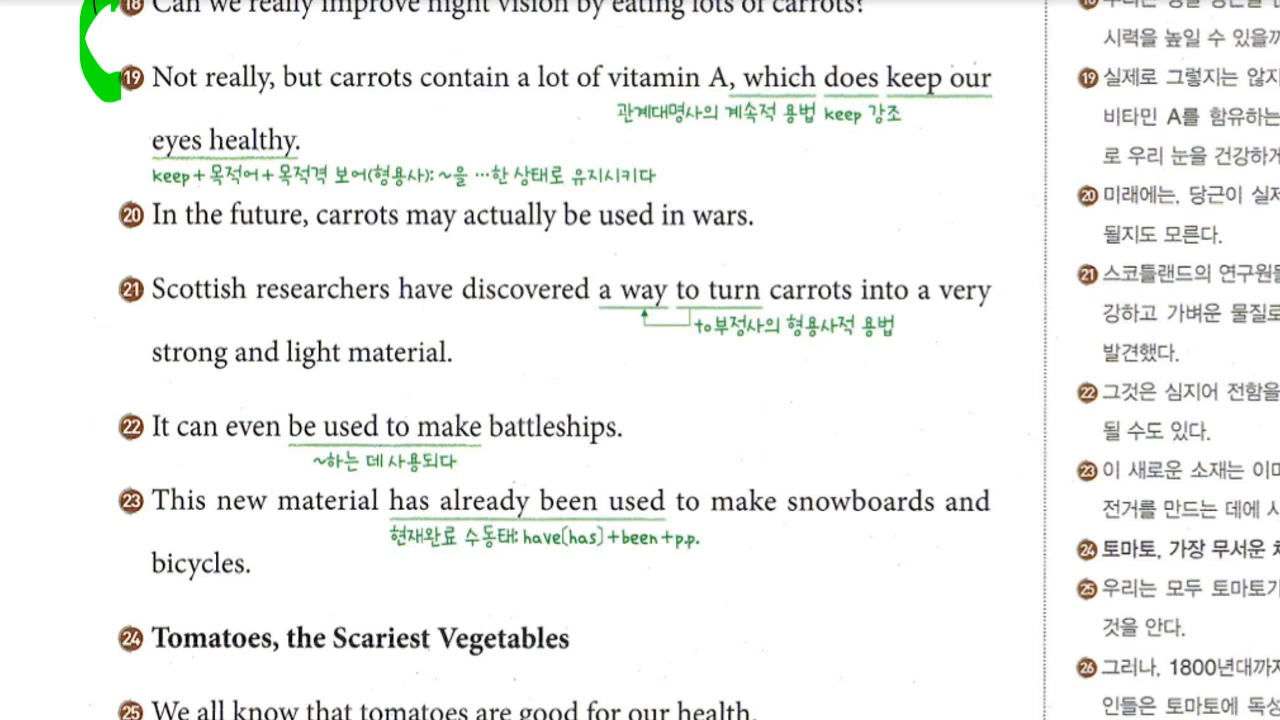 ⑱ Can we really improve night vision by eating lots of carrots?
⑲ Not really, but carrots contain a lot of vitamin A, which does keep our
관계대명사의 계속적 용법 keep 강조
eyes healthy.
keep+목적어+목적격 보어(형용사): ~을 …한 상태로 유지시키다
⑳ In the future, carrots may actually be used in wars.
㉑ Scottish researchers have discovered a way to turn carrots into a very
to부정사의 형용사적 용법
strong and light material.
㉒ It can even be used to make battleships.
~하는 데 사용되다
㉓ This new material has already been used to make snowboards and
현재완료 수동태: have[has]+been+p.p.
bicycles.
㉔ Tomatoes, the Scariest Vegetables
㉕ We all know that tomatoes are good for our health.
시력을 높일 수 있을까
⑲ 실제로 그렇지는 않지
비타민 A를 함유하는
로 우리 눈을 건강하게
⑳ 미래에는, 당근이 실제
될지도 모른다.
㉑ 스코틀랜드의 연구원들
강하고 가벼운 물질로
발견했다.
㉒ 그것은 심지어 전함을
될 수도 있다.
㉓ 이 새로운 소재는 이미
전거를 만드는 데에 사
㉔ 토마토, 가장 무서운 채
㉕ 우리는 모두 토마토가
것을 안다.
㉖ 그러나, 1800년대까지
인들은 토마토에 독성